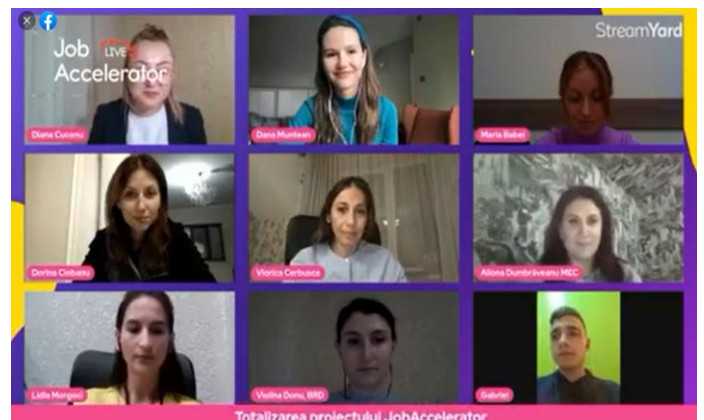 Job LIVE
Accelerator
StreamYard
Diana Cuconu
Dana Muntean
Maria Babei
Dorina Ciobanu
Viorica Cerbusca
Aliona Dumbrăveanu MEC
Lidia Morgoci
Violina Donu, BRD
Gabriel
Totalizarea proiectului JobAccelerator